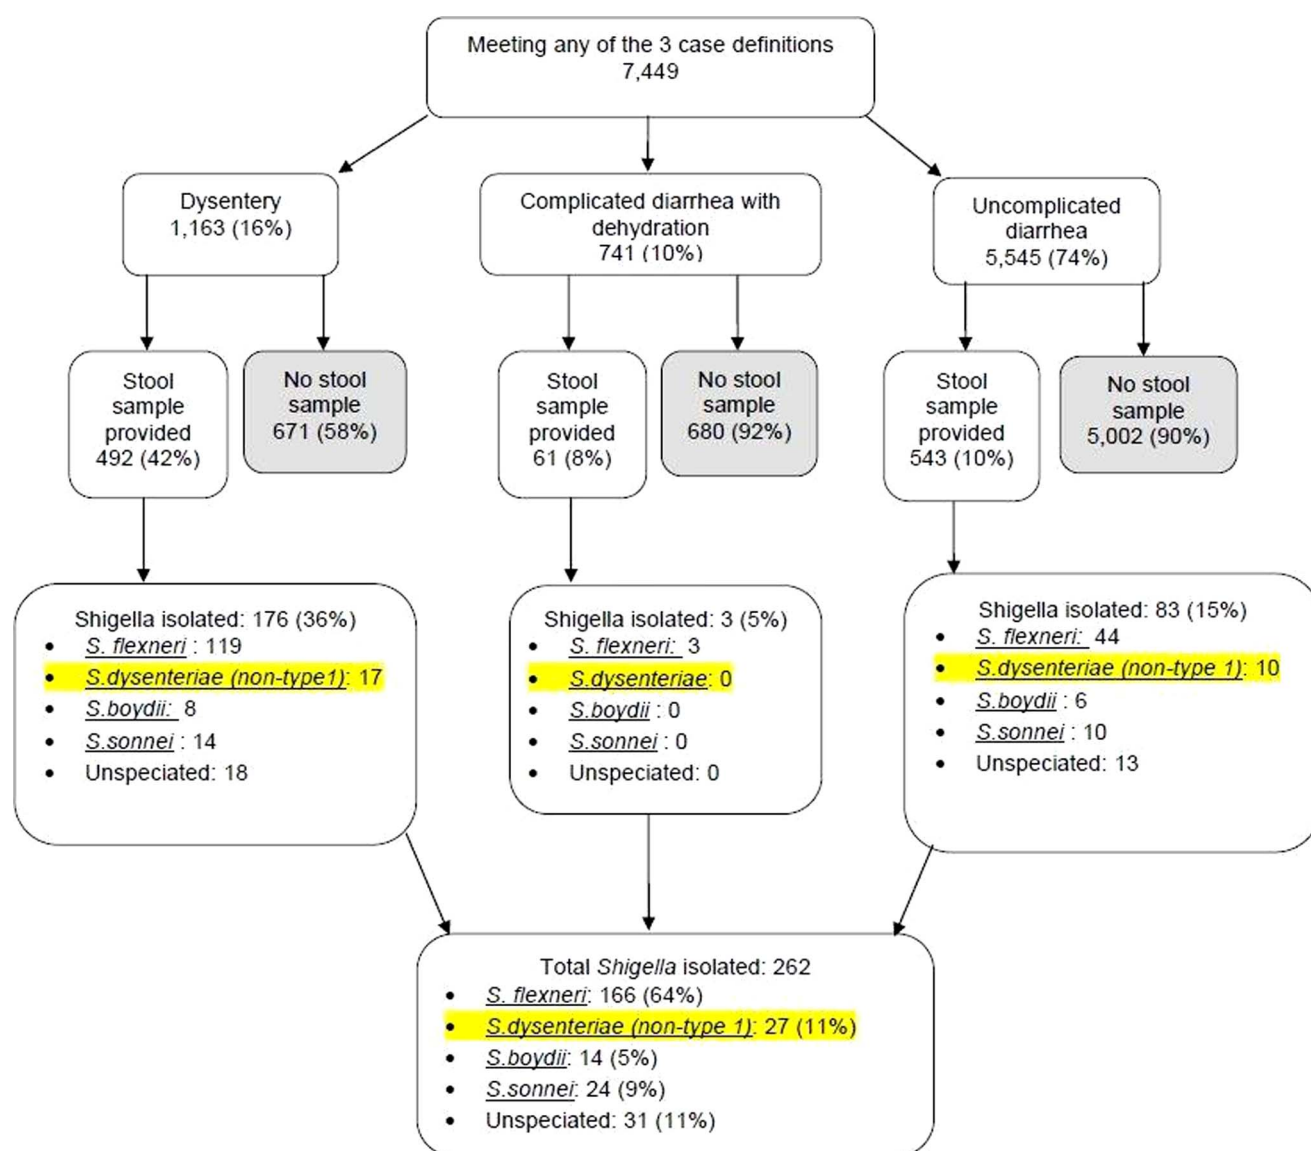 Meeting any of the 3 case definitions
7,449
Dysentery
1,163 (16%)
Complicated diarrhea with
dehydration
741 (10%)
Uncomplicated
diarrhea
5,545 (74%)
Stool
sample
provided
492 (42%)
No stool
sample
671 (58%)
Stool
sample
provided
61 (8%)
No stool
sample
680 (92%)
Stool
sample
provided
543 (10%)
No stool
sample
5,002 (90%)
Shigella isolated: 176 (36%)
• S. flexneri : 119
• S.dysenteriae (non-type1): 17
• S.boydii: 8
• S.sonnei : 14
• Unspeciated: 18
Shigella isolated: 3 (5%)
• S. flexneri: 3
• S.dysenteriae: 0
• S.boydii : 0
• S.sonnei : 0
• Unspeciated: 0
Shigella isolated: 83 (15%)
• S. flexneri: 44
• S.dysenteriae (non-type 1): 10
• S.boydii : 6
• S.sonnei : 10
• Unspeciated: 13
Total Shigella isolated: 262
• S. flexneri: 166 (64%)
• S.dysenteriae (non-type 1): 27 (11%)
• S.boydii: 14 (5%)
• S.sonnei: 24 (9%)
• Unspeciated: 31 (11%)